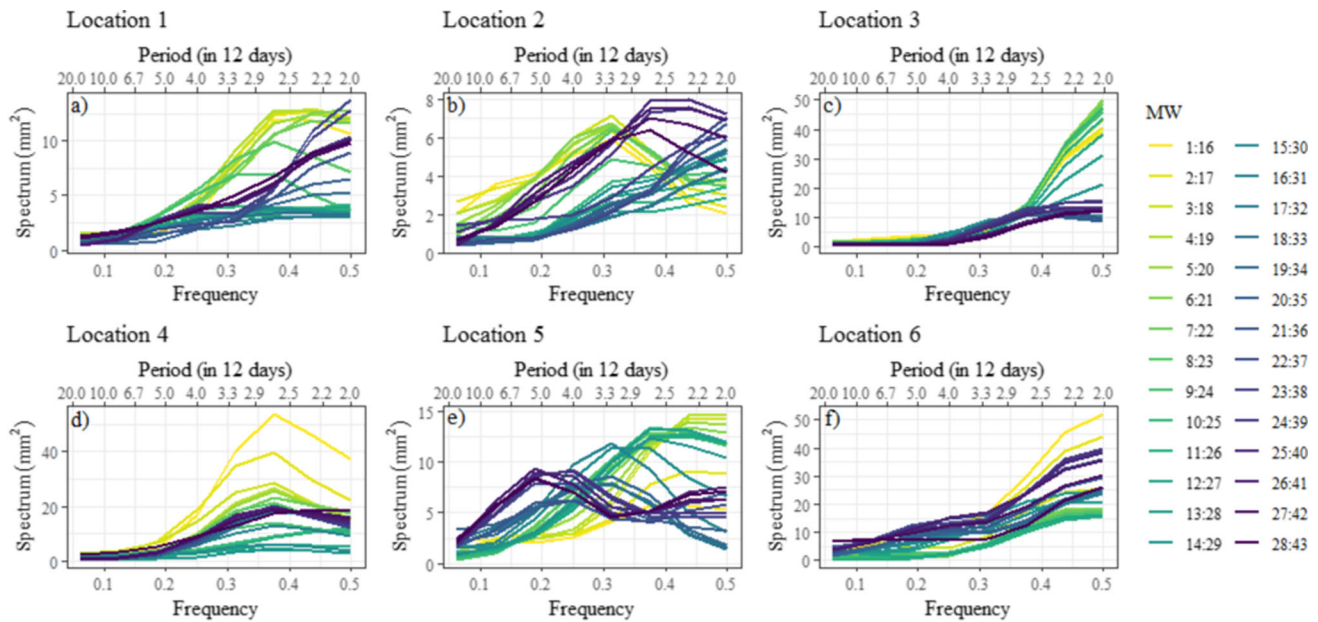 Location 1
Period (in 12 days)
20.0 10.0 6.7 5.0 4.0 3.3 2.9 2.5 2.2 2.0
a)
Spectrum (mm²)
10
5
0
0.1 0.2 0.3 0.4 0.5
Frequency
Location 2
Period (in 12 days)
20.0 10.0 6.7 5.0 4.0 3.3 2.9 2.5 2.2 2.0
b)
Spectrum (mm²)
8
6
4
2
0
0.1 0.2 0.3 0.4 0.5
Frequency
Location 3
Period (in 12 days)
20.0 10.0 6.7 5.0 4.0 3.3 2.9 2.5 2.2 2.0
c)
Spectrum (mm²)
50
40
30
20
10
0
0.1 0.2 0.3 0.4 0.5
Frequency
Location 4
Period (in 12 days)
20.0 10.0 6.7 5.0 4.0 3.3 2.9 2.5 2.2 2.0
d)
Spectrum (mm²)
40
20
0
0.1 0.2 0.3 0.4 0.5
Frequency
Location 5
Period (in 12 days)
20.0 10.0 6.7 5.0 4.0 3.3 2.9 2.5 2.2 2.0
e)
Spectrum (mm²)
15
10
5
0
0.1 0.2 0.3 0.4 0.5
Frequency
Location 6
Period (in 12 days)
20.0 10.0 6.7 5.0 4.0 3.3 2.9 2.5 2.2 2.0
f)
Spectrum (mm²)
50
40
30
20
10
0
0.1 0.2 0.3 0.4 0.5
Frequency
MW
1:16 15:30
2:17 16:31
3:18 17:32
4:19 18:33
5:20 19:34
6:21 20:35
7:22 21:36
8:23 22:37
9:24 23:38
10:25 24:39
11:26 25:40
12:27 26:41
13:28 27:42
14:29 28:43